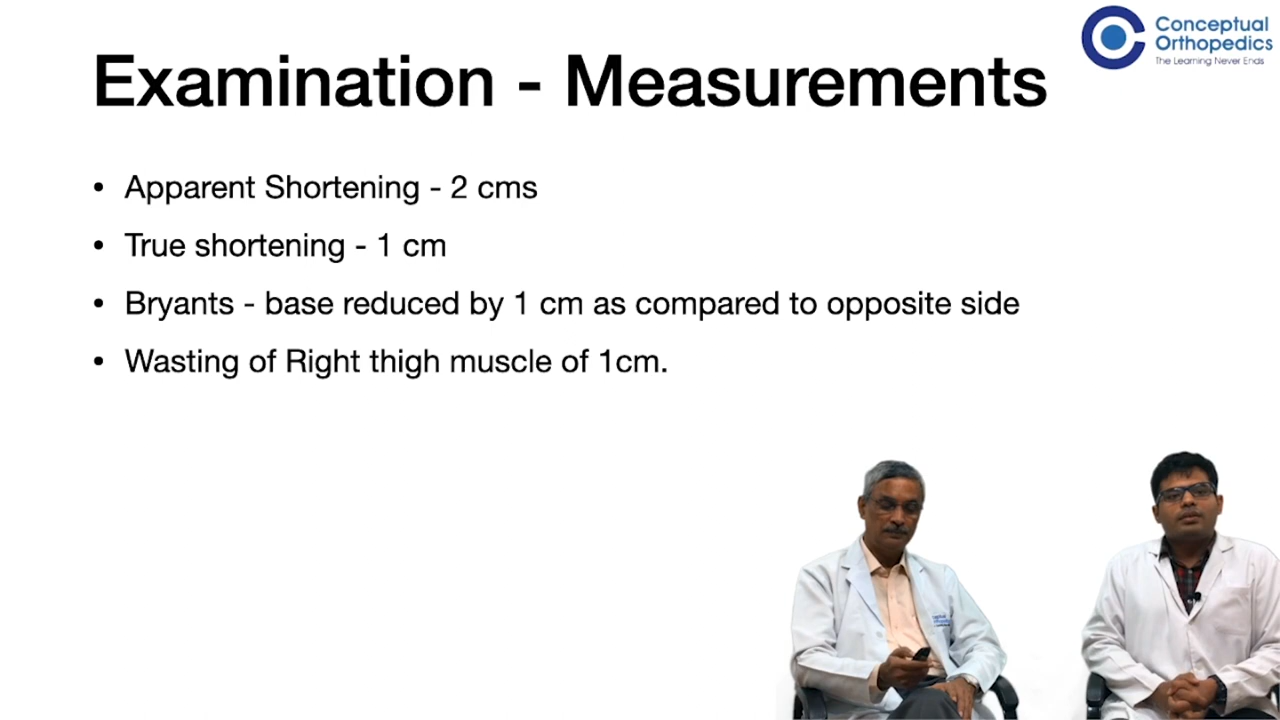 Conceptual
Orthopedics
The Learning Never Ends
Examination - Measurements
• Apparent Shortening - 2 cms
• True shortening - 1 cm
• Bryants - base reduced by 1 cm as compared to opposite side
• Wasting of Right thigh muscle of 1cm.